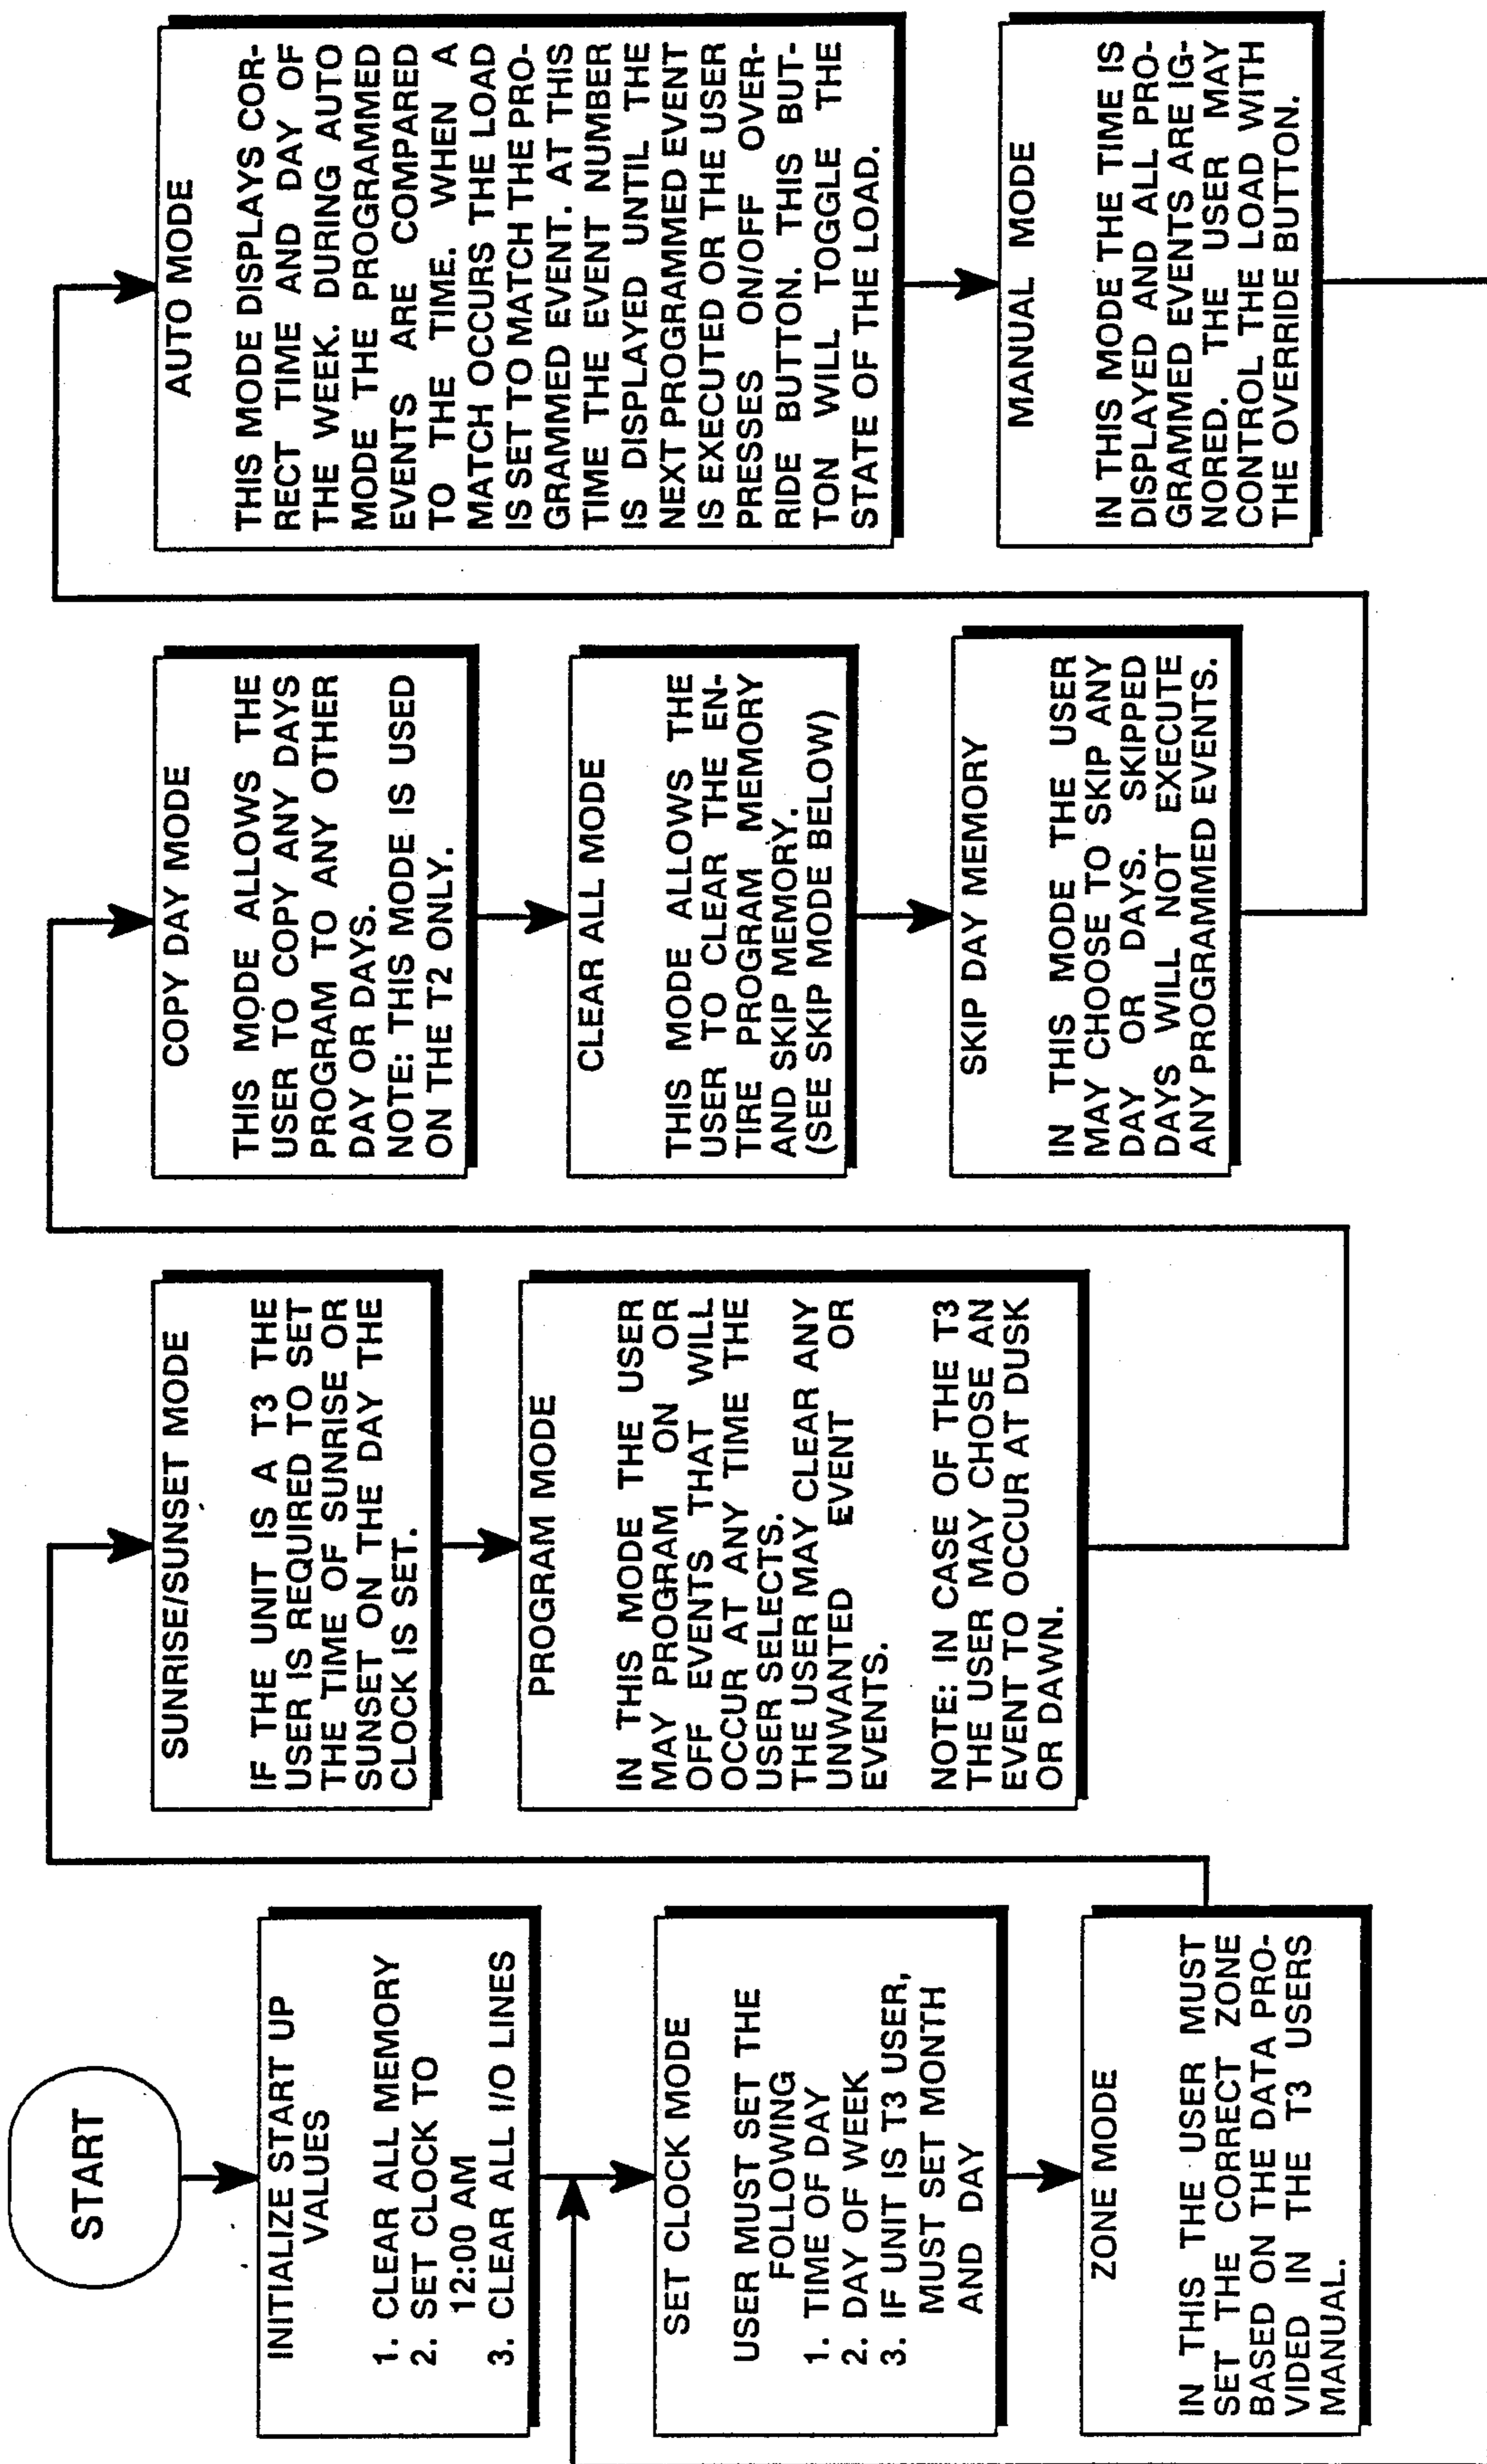 START
INITIALIZE START UP
VALUES
1. CLEAR ALL MEMORY
2. SET CLOCK TO
12:00 AM
3. CLEAR ALL I/O LINES
SET CLOCK MODE
USER MUST SET THE
FOLLOWING
1. TIME OF DAY
2. DAY OF WEEK
3. IF UNIT IS T3 USER,
MUST SET MONTH
AND DAY
ZONE MODE
IN THIS THE USER MUST
SET THE CORRECT ZONE
BASED ON THE DATA PRO-
VIDED IN THE T3 USERS
MANUAL.
SUNRISE/SUNSET MODE
IF THE UNIT IS A T3 THE
USER IS REQUIRED TO SET
THE TIME OF SUNRISE OR
SUNSET ON THE DAY THE
CLOCK IS SET.
PROGRAM MODE
IN THIS MODE THE USER
MAY PROGRAM ON OR
OFF EVENTS THAT WILL
OCCUR AT ANY TIME THE
USER SELECTS.
THE USER MAY CLEAR ANY
UNWANTED EVENT OR
EVENTS.
NOTE: IN CASE OF THE T3
THE USER MAY CHOSE AN
EVENT TO OCCUR AT DUSK
OR DAWN.
COPY DAY MODE
THIS MODE ALLOWS THE
USER TO COPY ANY DAYS
PROGRAM TO ANY OTHER
DAY OR DAYS.
NOTE: THIS MODE IS USED
ON THE T2 ONLY.
CLEAR ALL MODE
THIS MODE ALLOWS THE
USER TO CLEAR THE EN-
TIRE PROGRAM MEMORY
AND SKIP MEMORY.
(SEE SKIP MODE BELOW)
SKIP DAY MEMORY
IN THIS MODE THE USER
MAY CHOOSE TO SKIP ANY
DAY OR DAYS. SKIPPED
DAYS WILL NOT EXECUTE
ANY PROGRAMMED EVENTS.
AUTO MODE
THIS MODE DISPLAYS COR-
RECT TIME AND DAY OF
THE WEEK. DURING AUTO
MODE THE PROGRAMMED
EVENTS ARE COMPARED
TO THE TIME. WHEN A
MATCH OCCURS THE LOAD
IS SET TO MATCH THE PRO-
GRAMMED EVENT. AT THIS
TIME THE EVENT NUMBER
IS DISPLAYED UNTIL THE
NEXT PROGRAMMED EVENT
IS EXECUTED OR THE USER
PRESSES ON/OFF OVER-
RIDE BUTTON. THIS BUT-
TON WILL TOGGLE THE
STATE OF THE LOAD.
MANUAL MODE
IN THIS MODE THE TIME IS
DISPLAYED AND ALL PRO-
GRAMMED EVENTS ARE IG-
NORED. THE USER MAY
CONTROL THE LOAD WITH
THE OVERRIDE BUTTON.